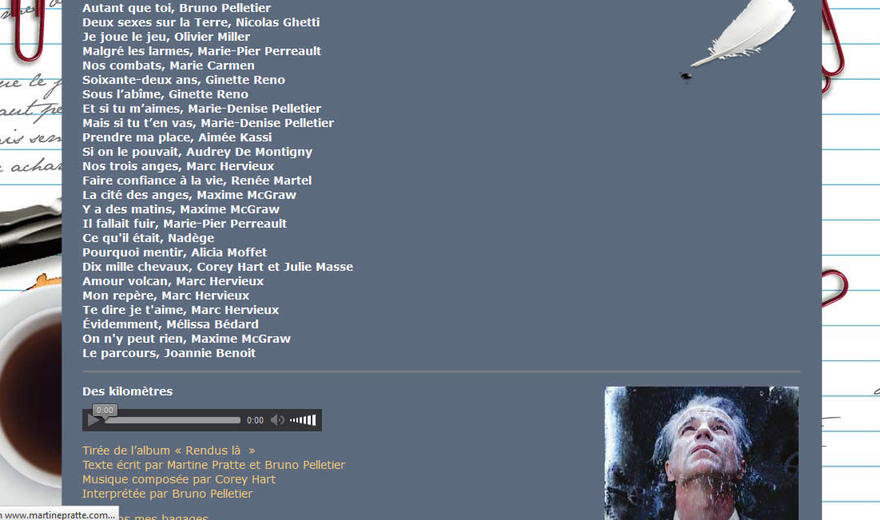 Autant que toi, Bruno Pelletier
Deux sexes sur la Terre, Nicolas Ghetti
Je joue le jeu, Olivier Miller
Malgré les larmes, Marie-Pier Perreault
Nos combats, Marie Carmen
Soixante-deux ans, Ginette Reno
Sous l'abîme, Ginette Reno
Et si tu m'aimes, Marie-Denise Pelletier
Mais si tu t'en vas, Marie-Denise Pelletier
Prendre ma place, Aimée Kassi
Si on le pouvait, Audrey De Montigny
Nos trois anges, Marc Hervieux
Faire confiance à la vie, Renée Martel
La cité des anges, Maxime McGraw
Y a des matins, Maxime McGraw
Il fallait fuir, Marie-Pier Perreault
Ce qu'il était, Nadège
Pourquoi mentir, Alicia Moffet
Dix mille chevaux, Corey Hart et Julie Masse
Amour volcan, Marc Hervieux
Mon repère, Marc Hervieux
Te dire je t'aime, Marc Hervieux
Évidemment, Mélissa Bédard
On n'y peut rien, Maxime McGraw
Le parcours, Joannie Benoit
Des kilomètres
0:00
0:00
Tirée de l'album « Rendus là »
Texte écrit par Martine Pratte et Bruno Pelletier
Musique composée par Corey Hart
Interprétée par Bruno Pelletier
www.martinepratte.com...
mes bagages